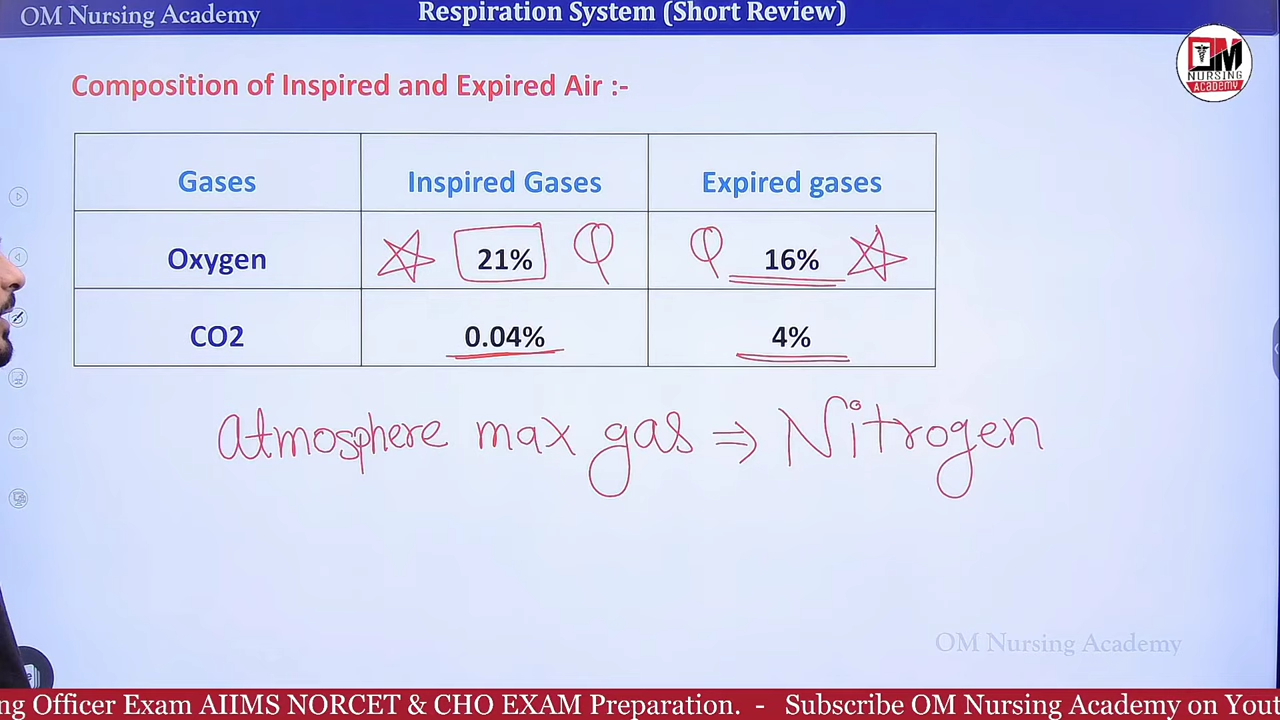 OM Nursing Academy
Respiration System (Short Review)
OM
NURSING
ACADEMY
Composition of Inspired and Expired Air :-
Gases Inspired Gases Expired gases
Oxygen 21% 16%
CO2 0.04% 4%
Atmosphere max gas ⇒ Nitrogen
OM Nursing Academy
ng Officer Exam AIIMS NORCET & CHO EXAM Preparation. - Subscribe OM Nursing Academy on Yout